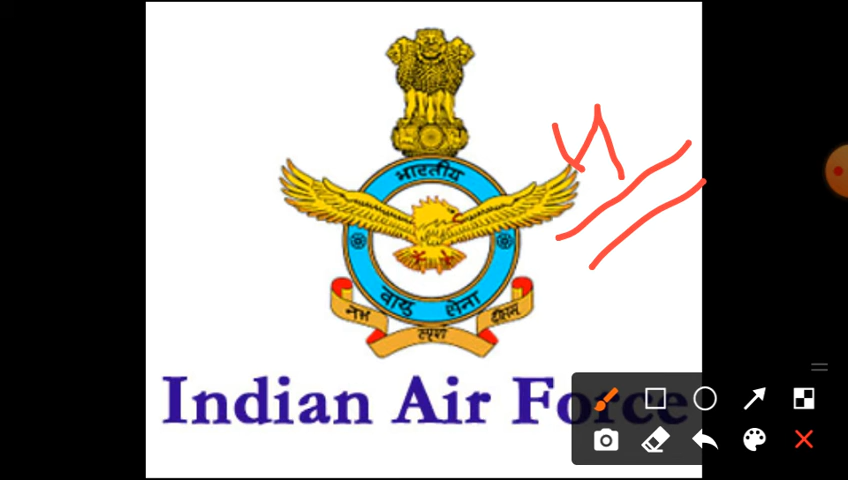 भारतीय
वायु सेना
नभः स्पृशं दीप्तम्
Indian Air Force